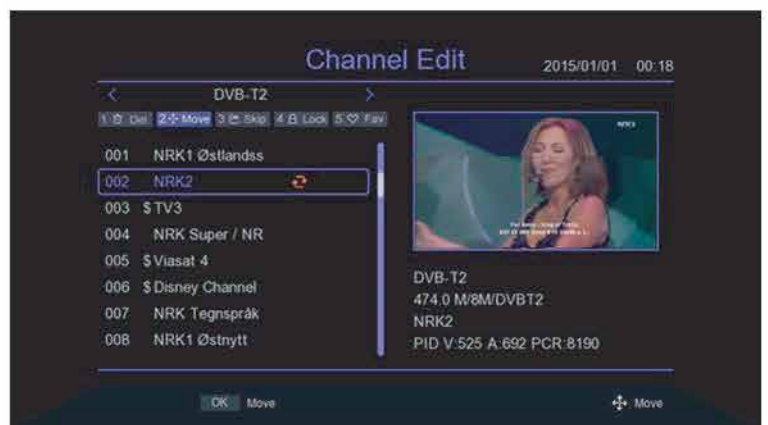 Channel Edit
2015/01/01 00:18
DVB-T2
1 Del 2 Move 3 Skip 4 Lock 5 Fav
001 NRK1 Østlandss
002 NRK2
003 $ TV3
004 NRK Super / NR
005 $ Viasat 4
006 $ Disney Channel
007 NRK Tegnspråk
008 NRK1 Østnytt
NRK2
DVB-T2
474.0 M/8M/DVBT2
NRK2
PID V:525 A:692 PCR:8190
OK Move
Move